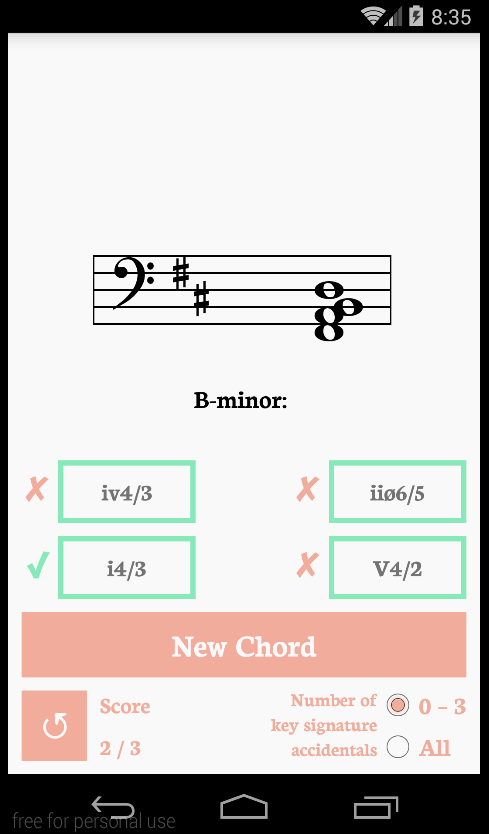 8:35
B-minor:
✗ iv4/3
✗ iiø6/5
✓ i4/3
✗ V4/2
New Chord
Score
2 / 3
Number of
key signature
accidentals
0 – 3
All
free for personal use